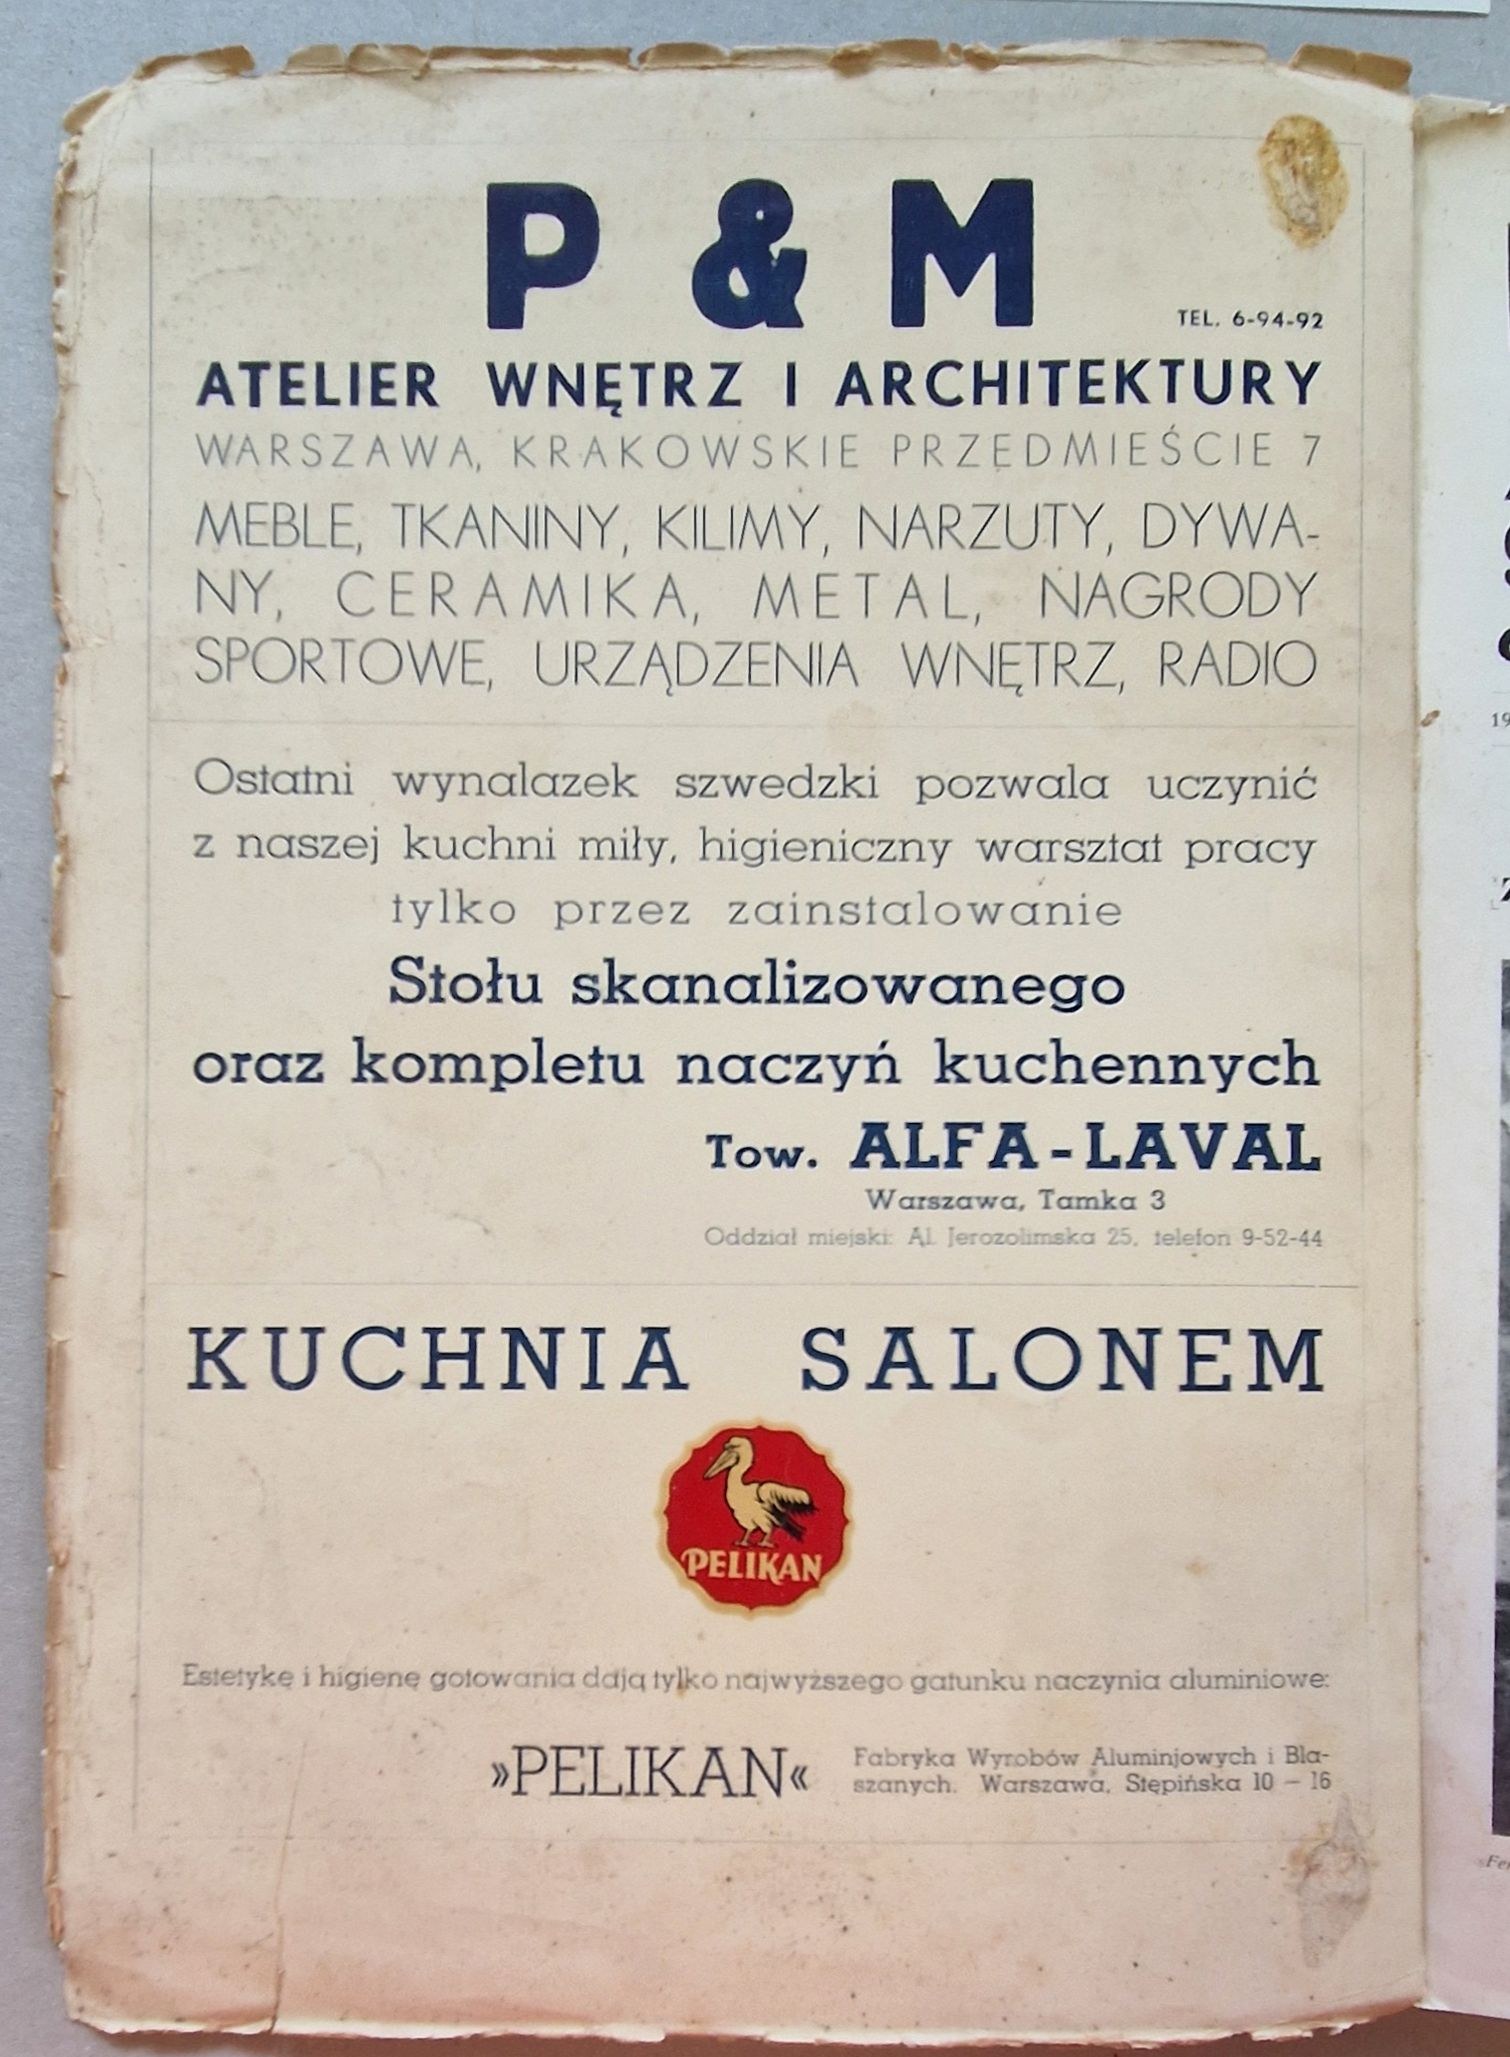 P & M
TEL. 6-94-92
ATELIER WNĘTRZ I ARCHITEKTURY
WARSZAWA, KRAKOWSKIE PRZEDMIEŚCIE 7
MEBLE, TKANINY, KILIMY, NARZUTY, DYWA-
NY, CERAMIKA, METAL, NAGRODY
SPORTOWE, URZĄDZENIA WNĘTRZ, RADIO
Ostatni wynalazek szwedzki pozwala uczynić
z naszej kuchni miły, higieniczny warsztat pracy
tylko przez zainstalowanie
Stołu skanalizowanego
oraz kompletu naczyń kuchennych
Tow. ALFA-LAVAL
Warszawa, Tamka 3
Oddział miejski: Al. Jerozolimska 25, telefon 9-52-44
KUCHNIA SALONEM
PELIKAN
Estetykę i higienę gotowania dają tylko najwyższego gatunku naczynia aluminiowe:
»PELIKAN«
Fabryka Wyrobów Aluminjowych i Bla-
szanych. Warszawa, Stępińska 10 – 16